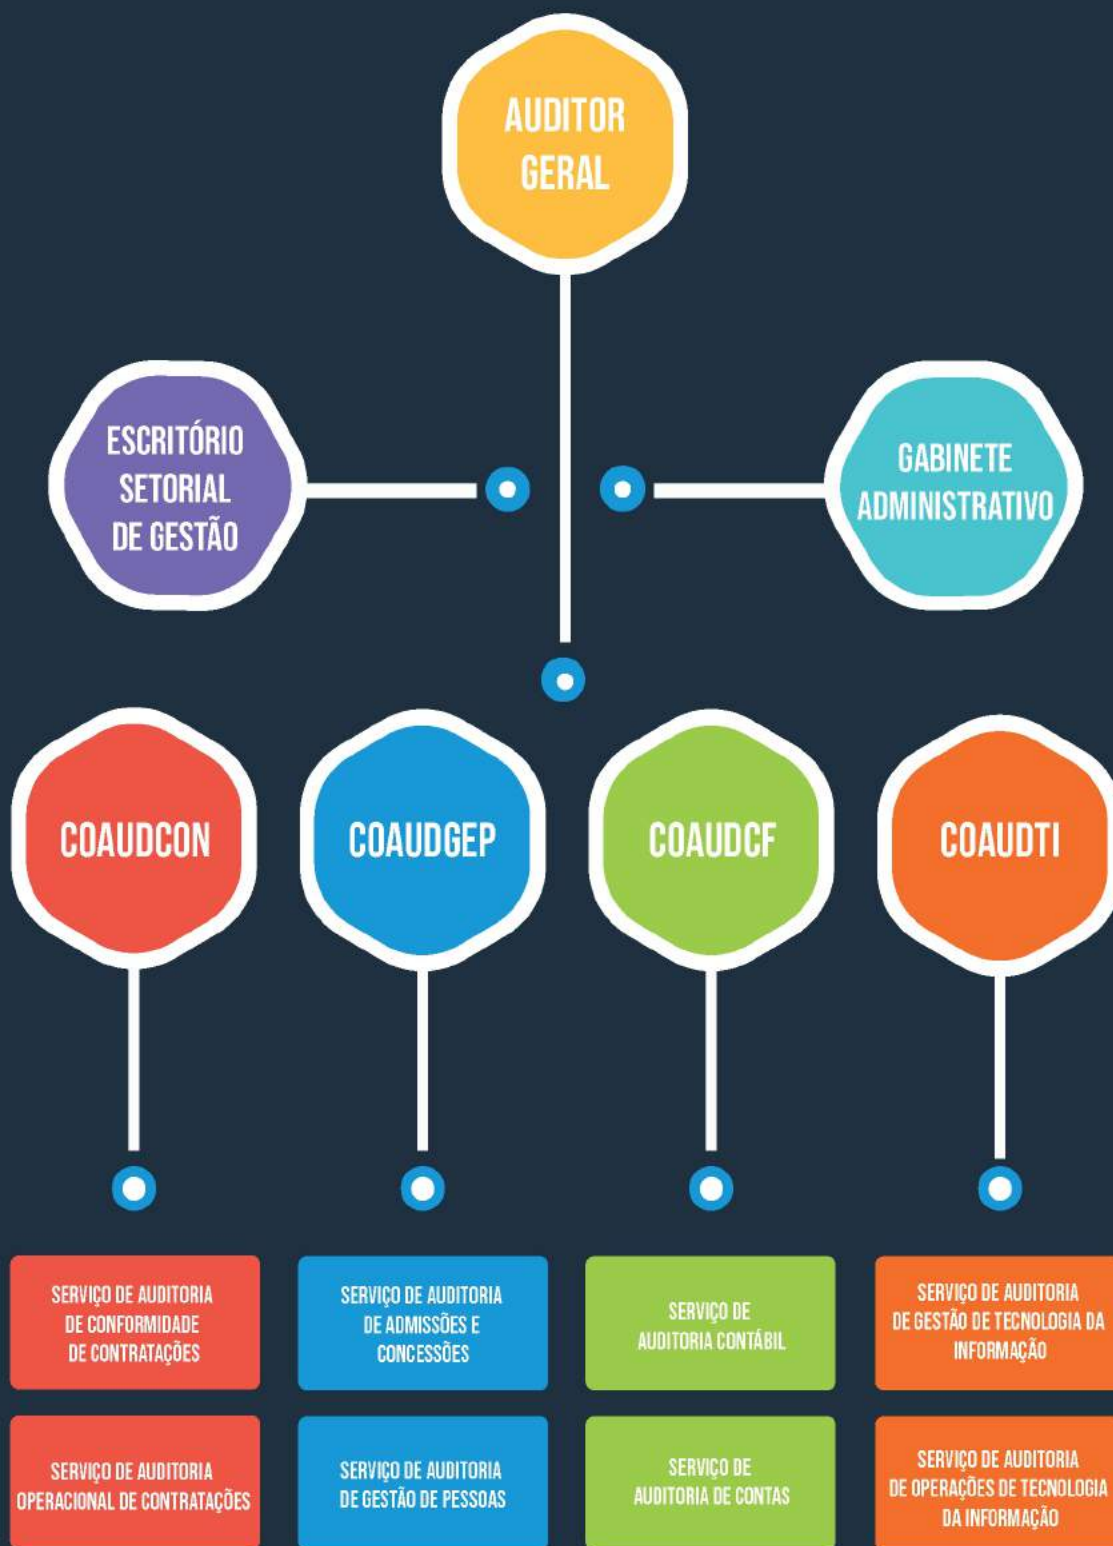 AUDITOR
GERAL
ESCRITÓRIO
SETORIAL
DE GESTÃO
GABINETE
ADMINISTRATIVO
COAUDCON
COAUDGEP
COAUDCF
COAUDTI
SERVIÇO DE AUDITORIA
DE CONFORMIDADE
DE CONTRATAÇÕES
SERVIÇO DE AUDITORIA
DE ADMISSÕES E
CONCESSÕES
SERVIÇO DE
AUDITORIA CONTÁBIL
SERVIÇO DE AUDITORIA
DE GESTÃO DE TECNOLOGIA DA
INFORMAÇÃO
SERVIÇO DE AUDITORIA
OPERACIONAL DE CONTRATAÇÕES
SERVIÇO DE AUDITORIA
DE GESTÃO DE PESSOAS
SERVIÇO DE
AUDITORIA DE CONTAS
SERVIÇO DE AUDITORIA
DE OPERAÇÕES DE TECNOLOGIA
DA INFORMAÇÃO